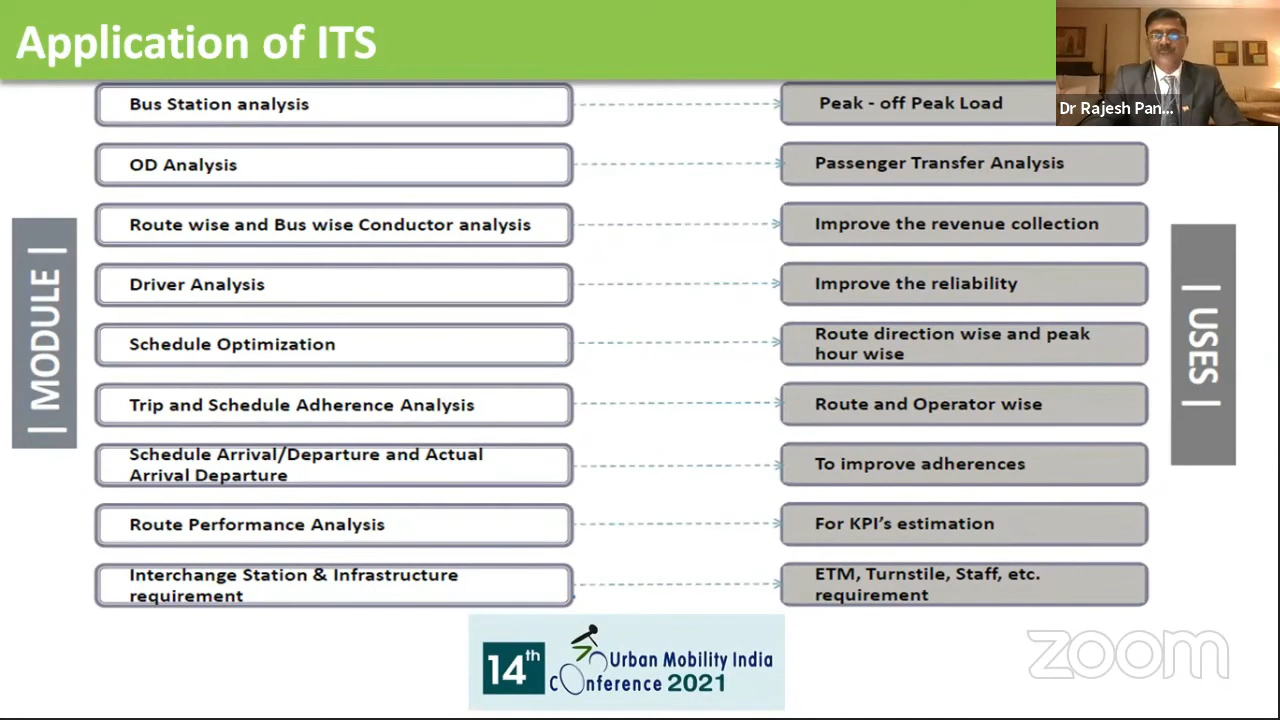 Application of ITS
Dr Rajesh Pan...
| MODULE |
| USES |
Bus Station analysis
Peak - off Peak Load
OD Analysis
Passenger Transfer Analysis
Route wise and Bus wise Conductor analysis
Improve the revenue collection
Driver Analysis
Improve the reliability
Schedule Optimization
Route direction wise and peak
hour wise
Trip and Schedule Adherence Analysis
Route and Operator wise
Schedule Arrival/Departure and Actual
Arrival Departure
To improve adherences
Route Performance Analysis
For KPI’s estimation
Interchange Station & Infrastructure
requirement
ETM, Turnstile, Staff, etc.
requirement
14th
Urban Mobility India
Conference 2021
zoom